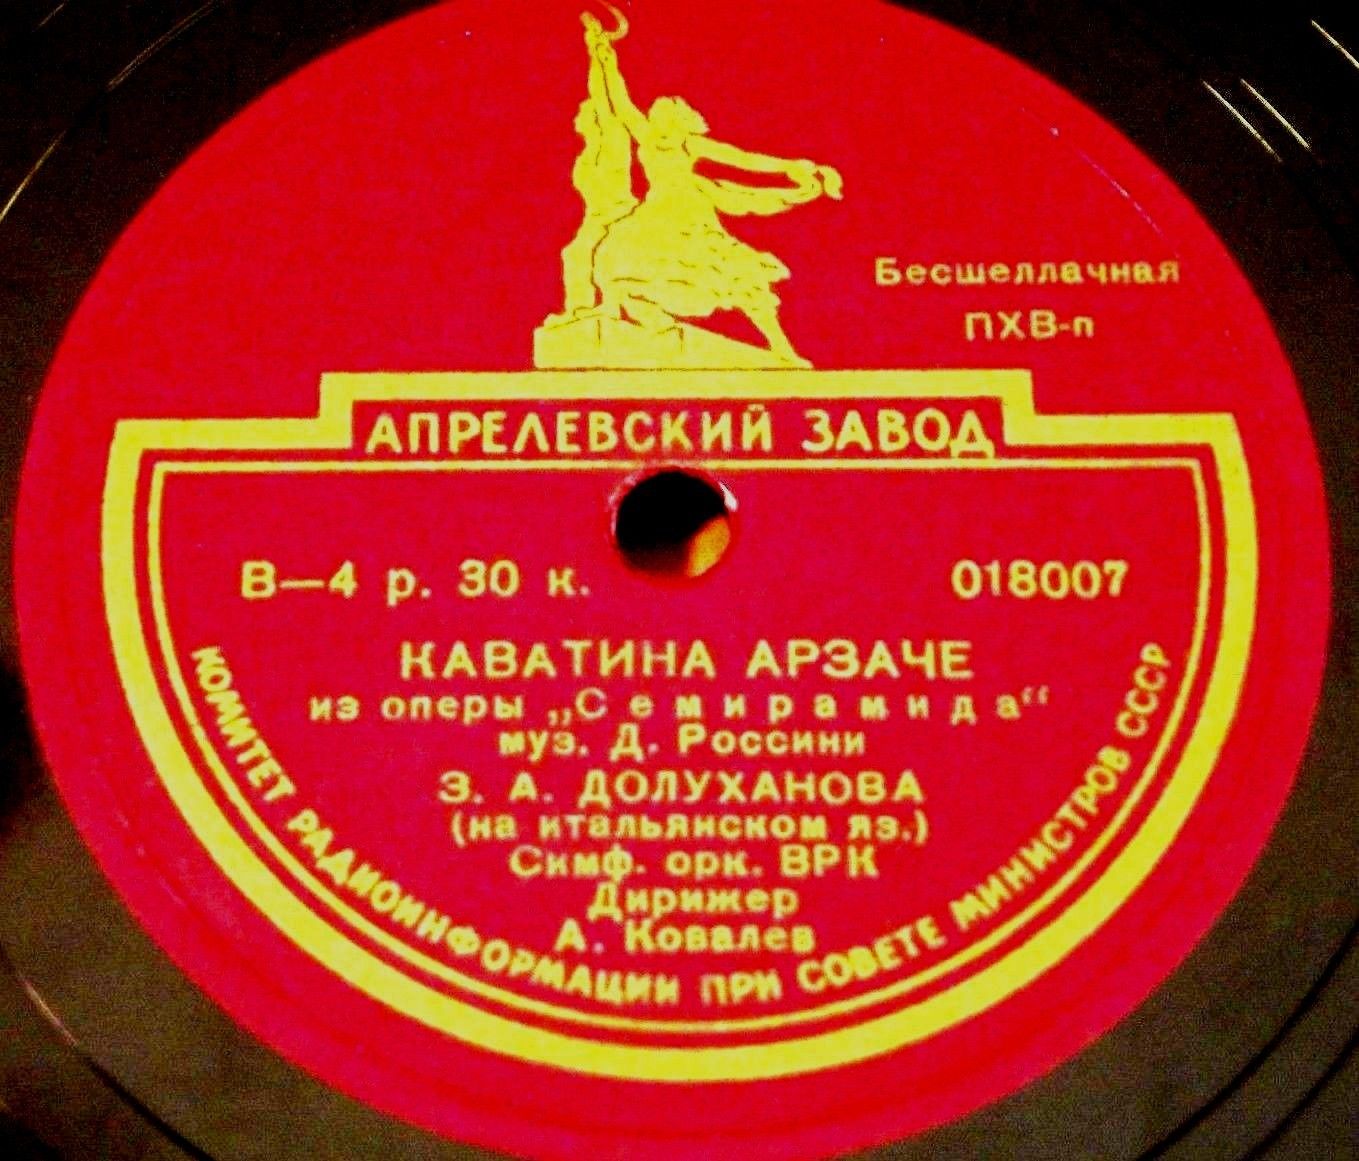 Бесшеллачная
ПХВ-п
АПРЕЛЕВСКИЙ ЗАВОД
В—4 р. 30 к.
018007
КАВАТИНА АРЗАЧЕ
из оперы „Семирамида“
муз. Д. Россини
З. А. ДОЛУХАНОВА
(на итальянском яз.)
Симф. орк. ВРК
Дирижер
А. Ковалев
КОМИТЕТ РАДИОИНФОРМАЦИИ ПРИ СОВЕТЕ МИНИСТРОВ СССР